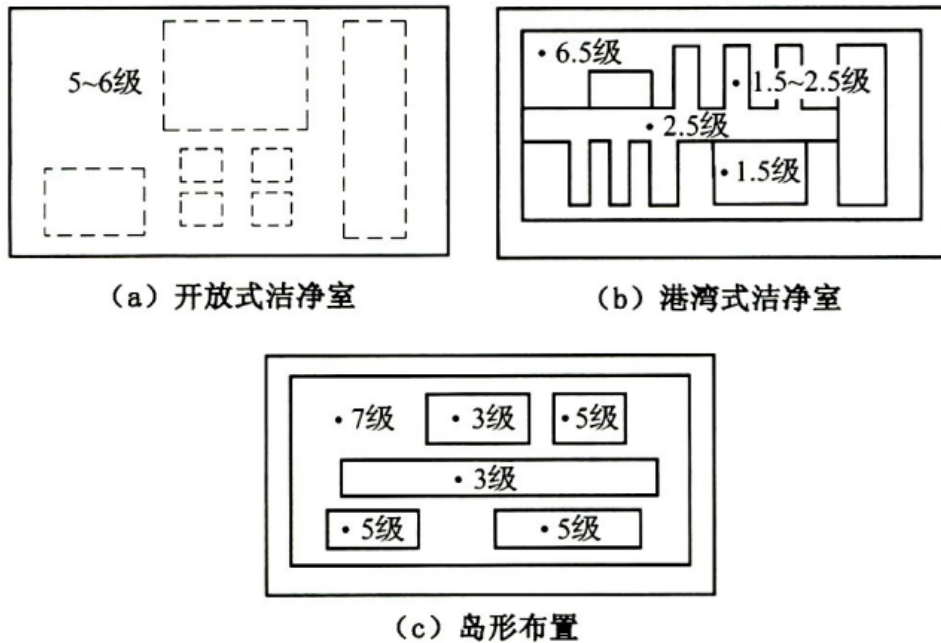 5~6级
(a) 开放式洁净室
·6.5级
·1.5~2.5级
·2.5级
·1.5级
(b) 港湾式洁净室
·7级
·3级
·5级
·3级
·5级
·5级
(c) 岛形布置